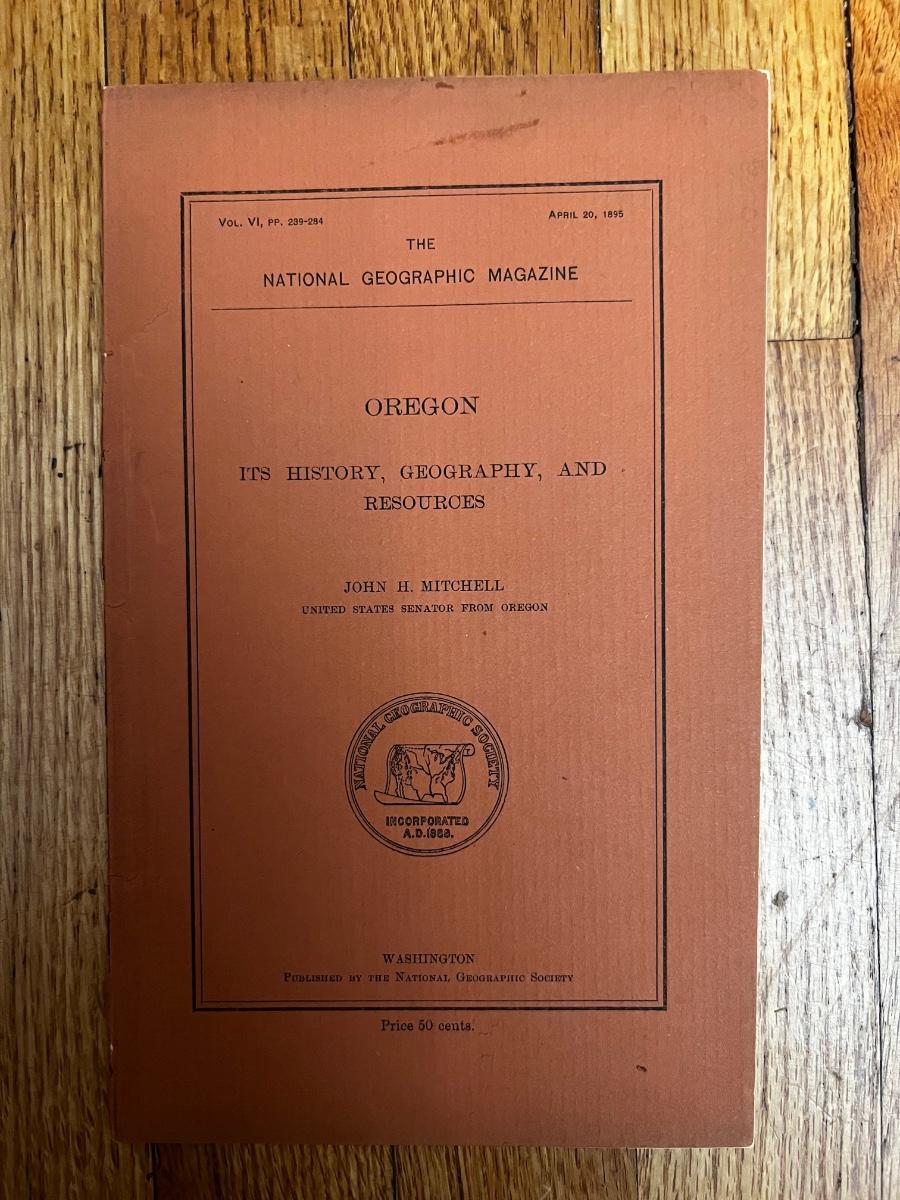 VOL. VI, PP. 239-284
APRIL 20, 1895
THE
NATIONAL GEOGRAPHIC MAGAZINE
OREGON
ITS HISTORY, GEOGRAPHY, AND
RESOURCES
JOHN H. MITCHELL
UNITED STATES SENATOR FROM OREGON
NATIONAL GEOGRAPHIC SOCIETY
INCORPORATED
A.D. 1888.
WASHINGTON
PUBLISHED BY THE NATIONAL GEOGRAPHIC SOCIETY
Price 50 cents.